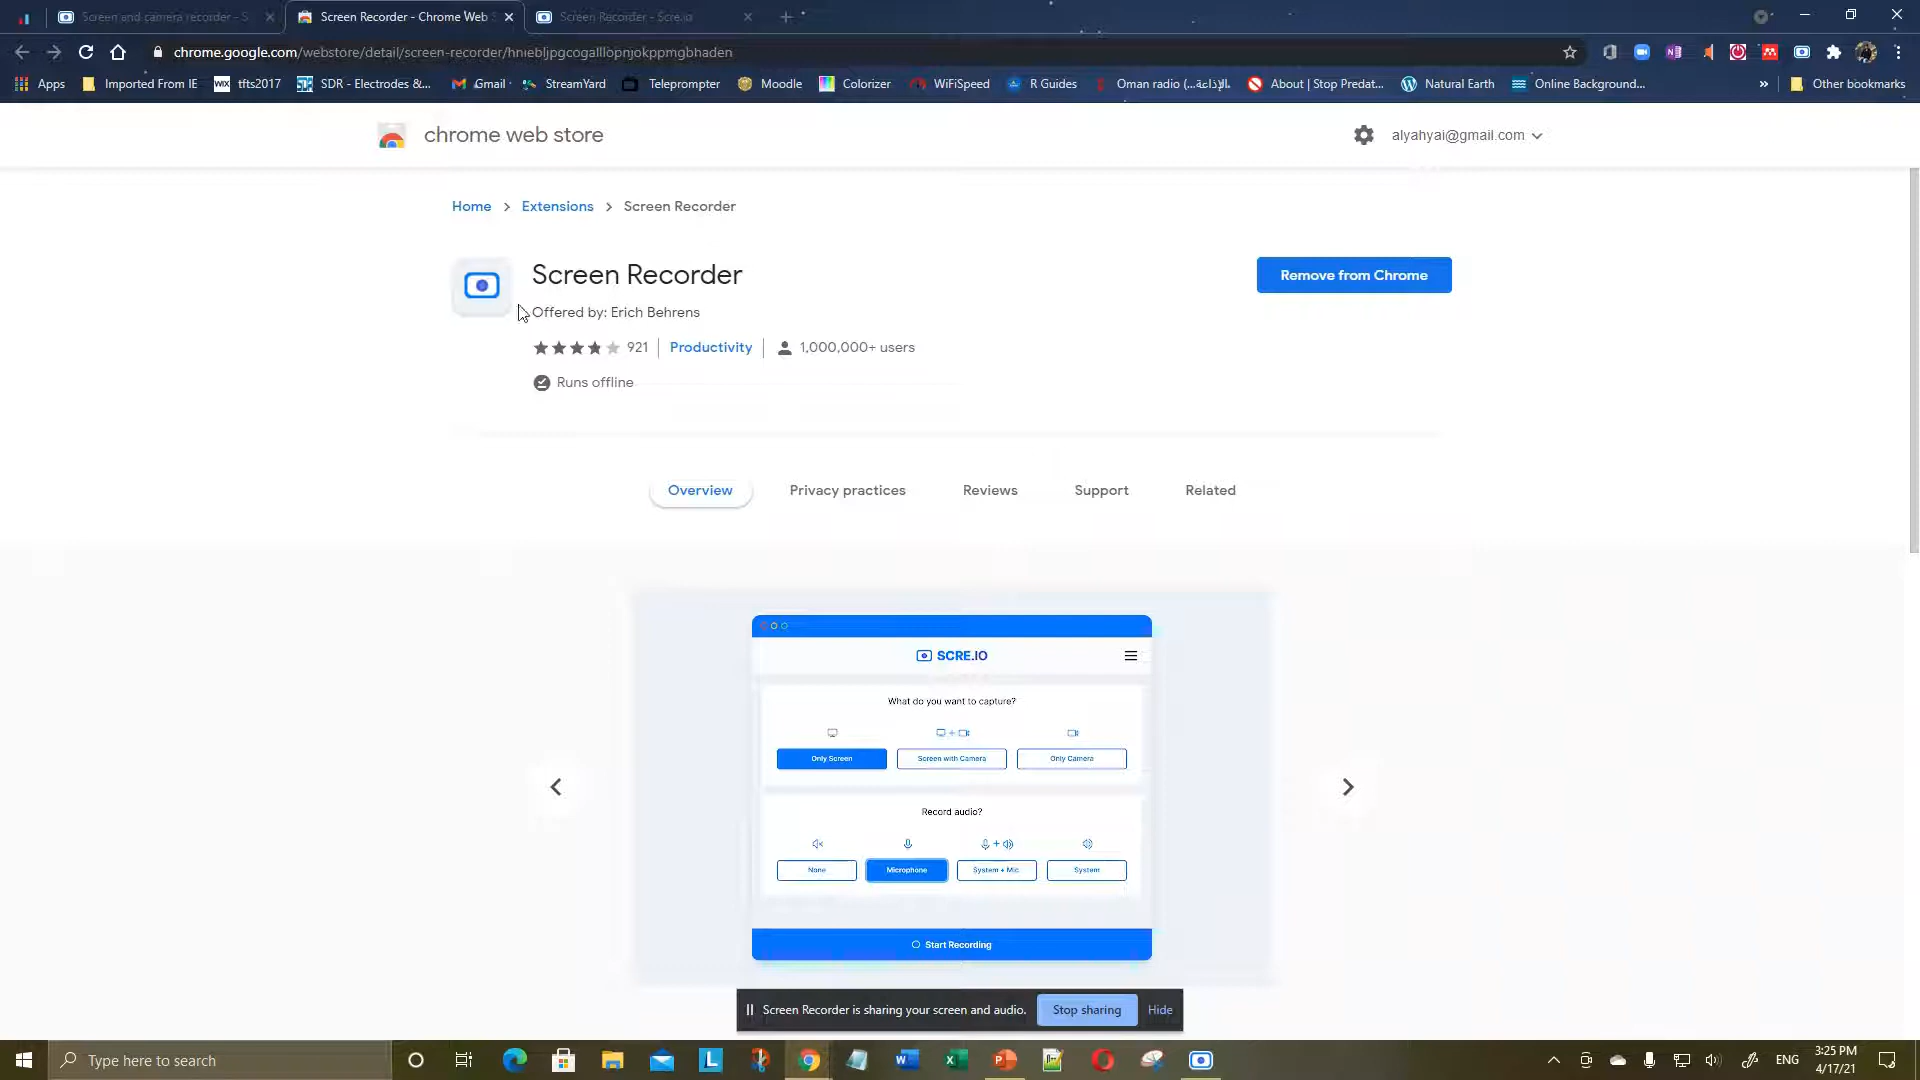 Screen and camera recorder - S
Screen Recorder - Chrome Web S
Screen Recorder - Scre.io
chrome.google.com/webstore/detail/screen-recorder/hniebljpgcogalllopnjokppmgbhaden
Apps
Imported From IE
WIX tfts2017
SDR - Electrodes &...
Gmail
StreamYard
Teleprompter
Moodle
Colorizer
WiFiSpeed
R Guides
Oman radio (...الإذاعة
About | Stop Predat...
Natural Earth
Online Background...
»
Other bookmarks
chrome web store
alyahyai@gmail.com
Home > Extensions > Screen Recorder
Screen Recorder
Remove from Chrome
Offered by: Erich Behrens
921 | Productivity | 1,000,000+ users
Runs offline
Overview
Privacy practices
Reviews
Support
Related
SCRE.IO
What do you want to capture?
Only Screen
Screen with Camera
Only Camera
Record audio?
None
Microphone
System + Mic
System
Start Recording
Screen Recorder is sharing your screen and audio.
Stop sharing
Hide
Type here to search
ENG
3:25 PM
4/17/21